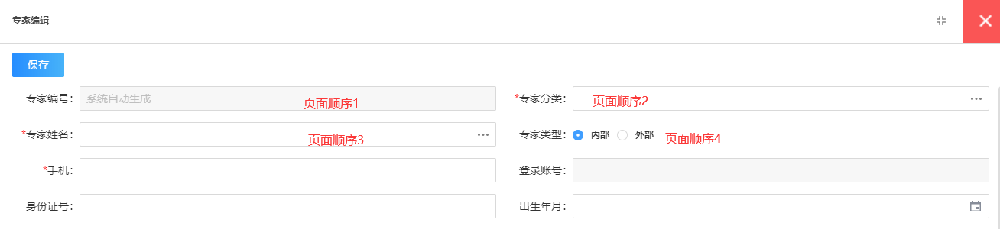 专家编辑
保存
专家编号： 系统自动生成 页面顺序1 *专家分类： 页面顺序2
*专家姓名： 页面顺序3 专家类型： 内部 外部 页面顺序4
*手机： 登录账号：
身份证号： 出生年月：